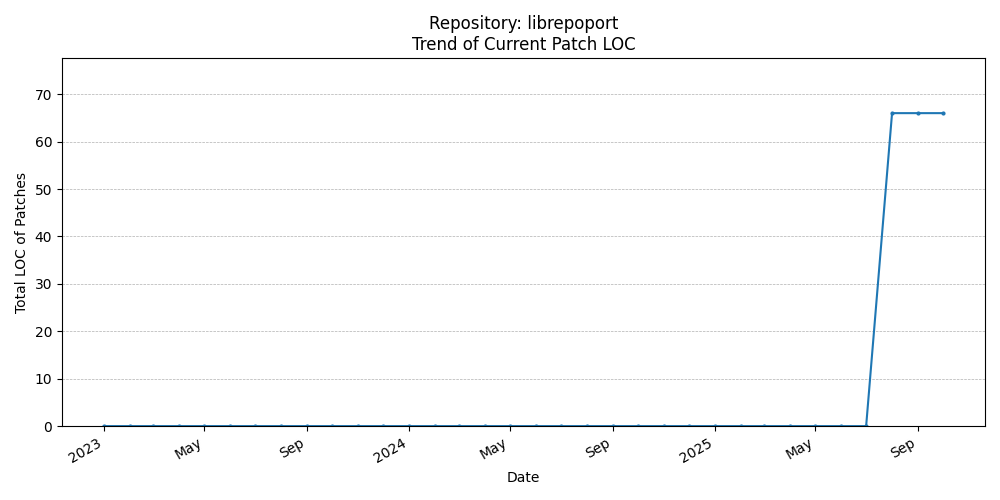 Repository: librepoport
Trend of Current Patch LOC
Total LOC of Patches
70
60
50
40
30
20
10
0
2023
May
Sep
2024
May
Sep
2025
May
Sep
Date